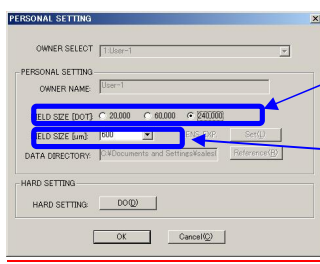 PERSONAL SETTING
OWNER SELECT 1:User-1
PERSONAL SETTING
OWNER NAME: User-1
FIELD SIZE [DOT] 20,000 60,000 240,000
FIELD SIZE [um]: 600 Set(J)
DATA DIRECTORY: C:¥Documents and Settings¥sales¥ Reference(R)
HARD SETTING
HARD SETTING: DO(D)
OK Cancel(C)